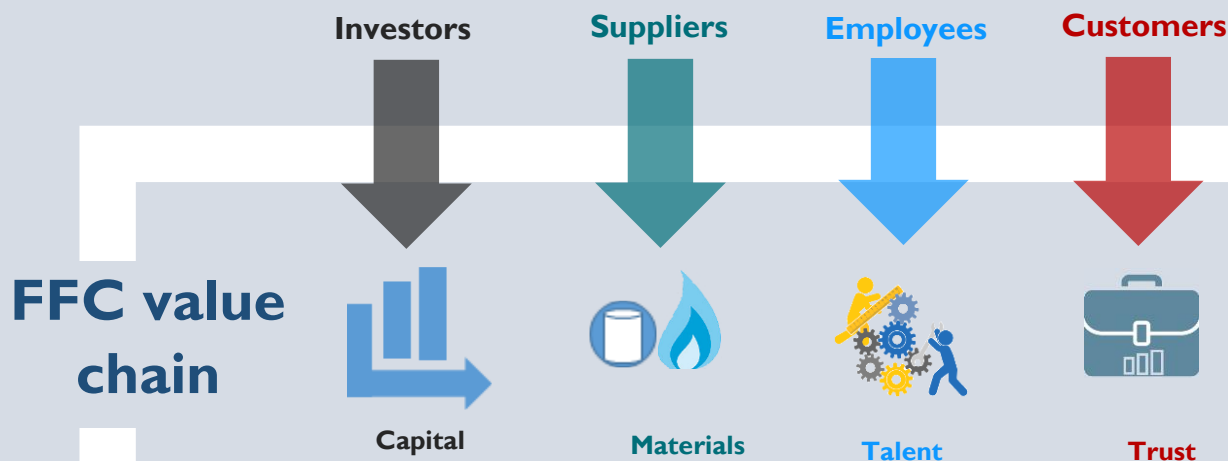 Investors
Suppliers
Employees
Customers
FFC value
chain
Capital
Materials
Talent
Trust